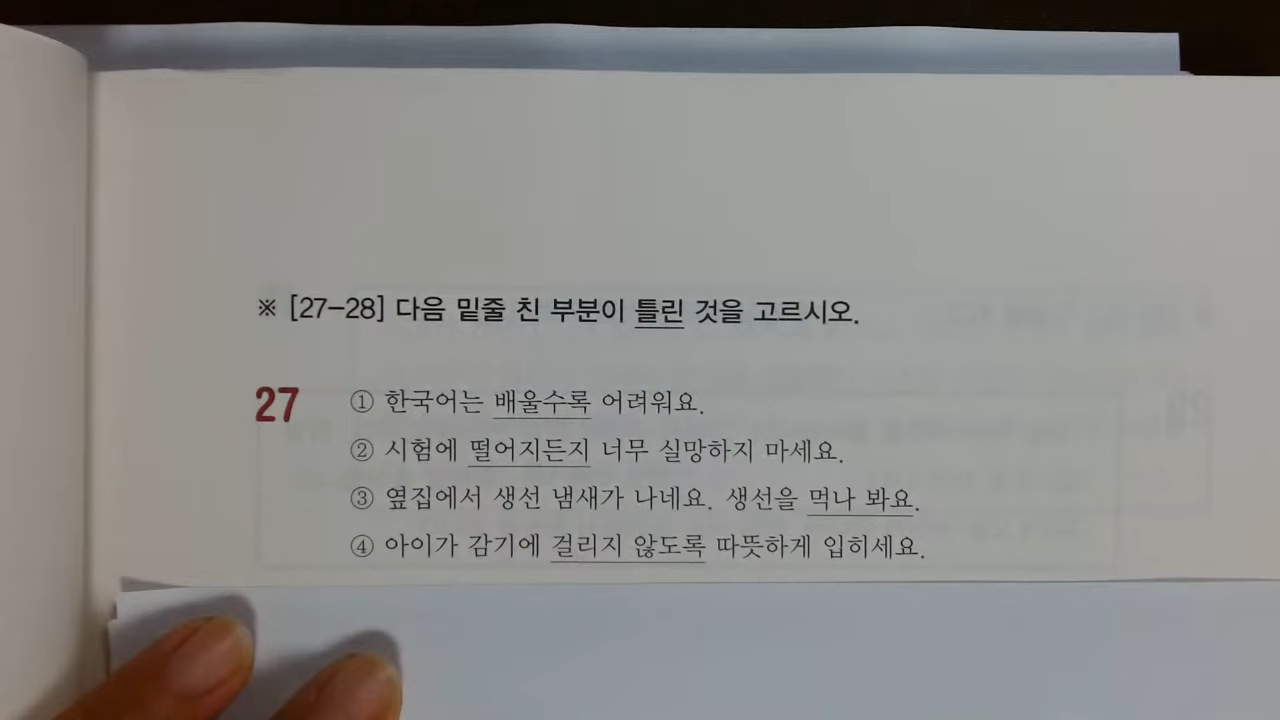 ※ [27-28] 다음 밑줄 친 부분이 틀린 것을 고르시오.
27 ① 한국어는 배울수록 어려워요.
② 시험에 떨어지든지 너무 실망하지 마세요.
③ 옆집에서 생선 냄새가 나네요. 생선을 먹나 봐요.
④ 아이가 감기에 걸리지 않도록 따뜻하게 입히세요.